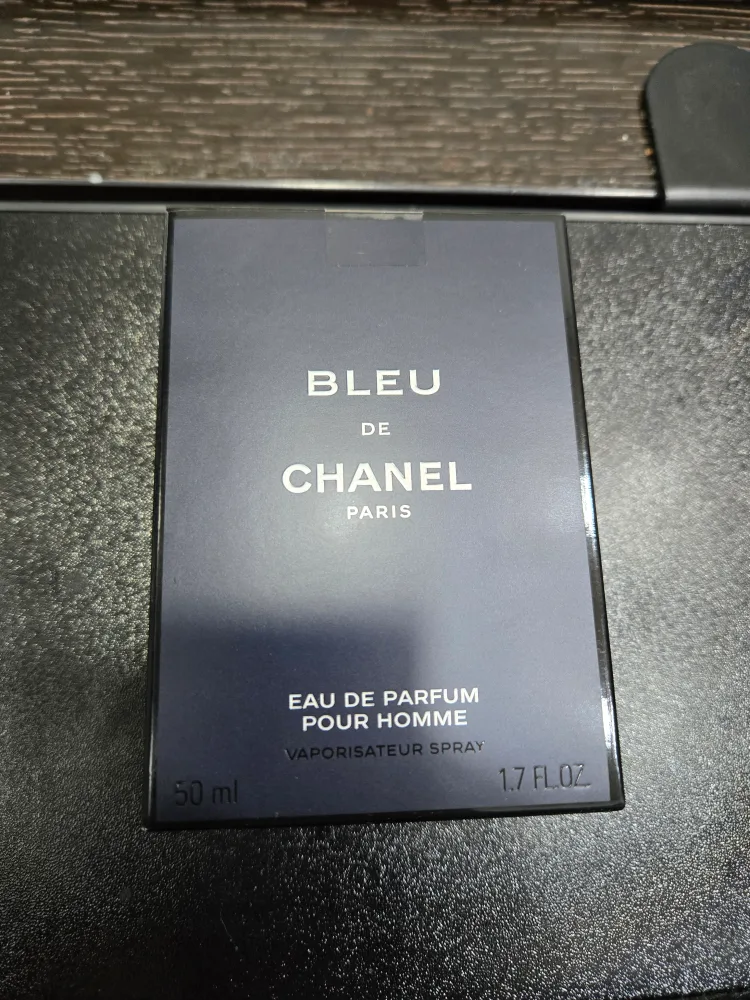 BLEU
DE
CHANEL
PARIS
EAU DE PARFUM
POUR HOMME
VAPORISATEUR SPRAY
50 ml 1.7 FL.OZ.